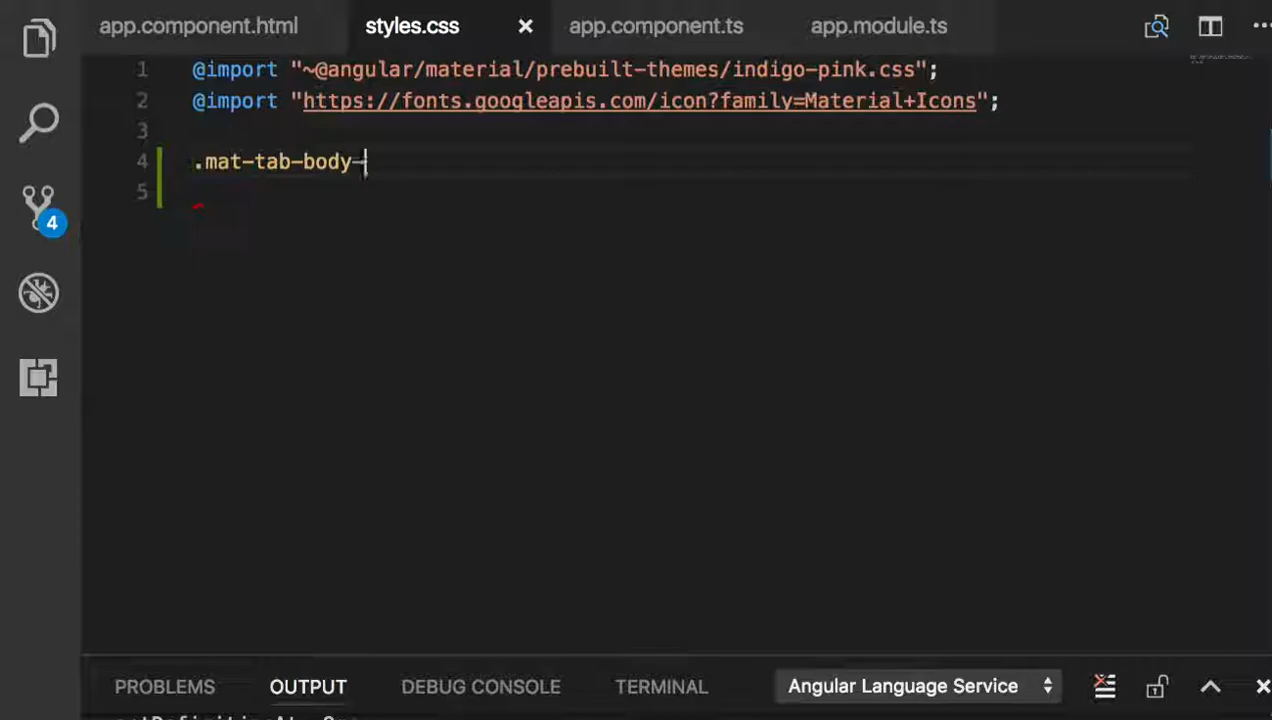 app.component.html styles.css app.component.ts app.module.ts
1 @import "~@angular/material/prebuilt-themes/indigo-pink.css";
2 @import "https://fonts.googleapis.com/icon?family=Material+Icons";
3
4 .mat-tab-body-
5
4
PROBLEMS OUTPUT DEBUG CONSOLE TERMINAL Angular Language Service